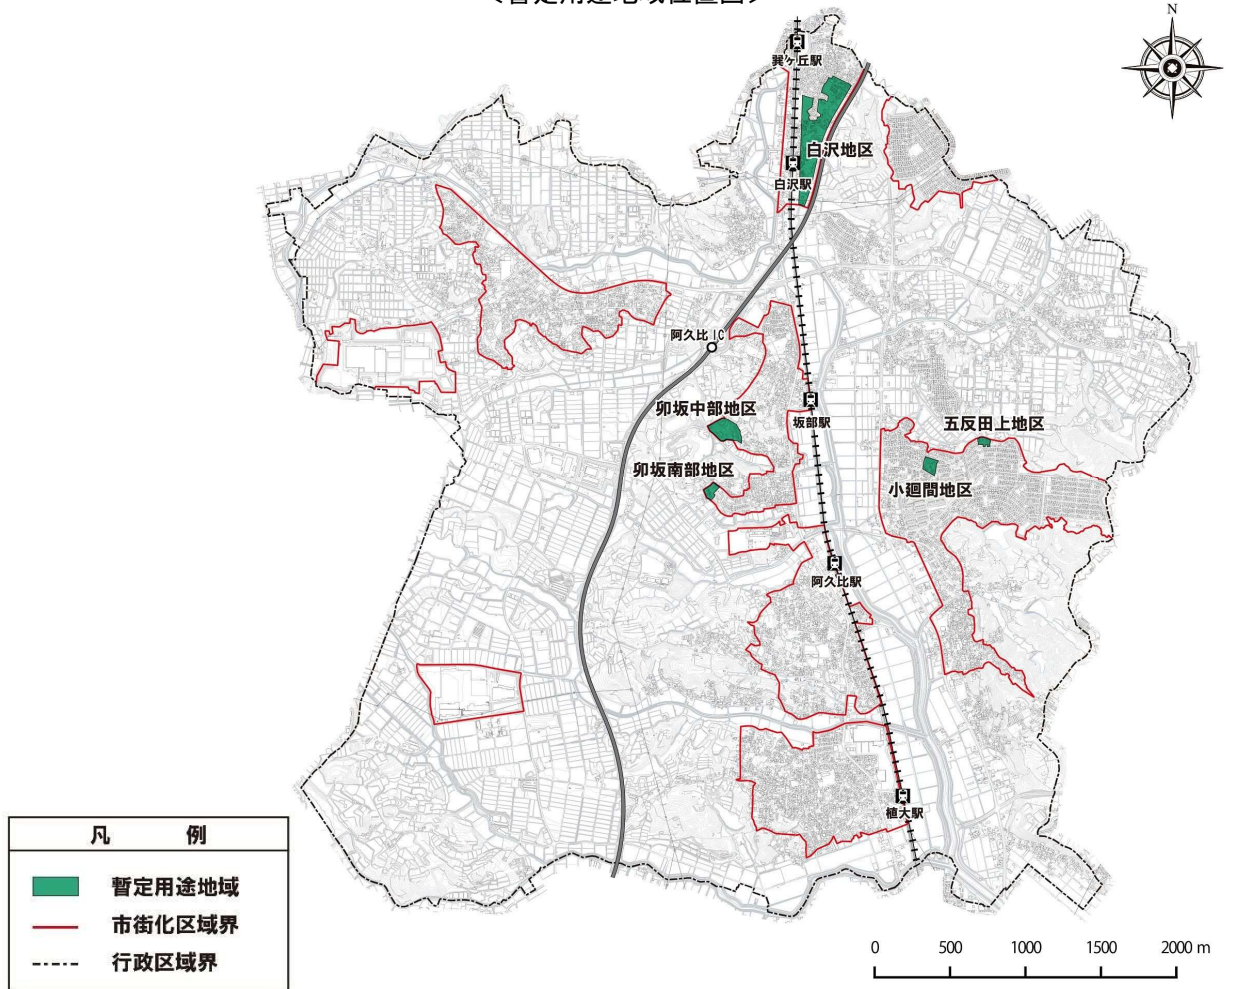 <暫定用途地域位置図>
N
巽ヶ丘駅
白沢地区
白沢駅
阿久比IC
卯坂中部地区
坂部駅
五反田上地区
卯坂南部地区
小廻間地区
阿久比駅
植大駅
凡 例
暫定用途地域
市街化区域界
行政区域界
0 500 1000 1500 2000 m